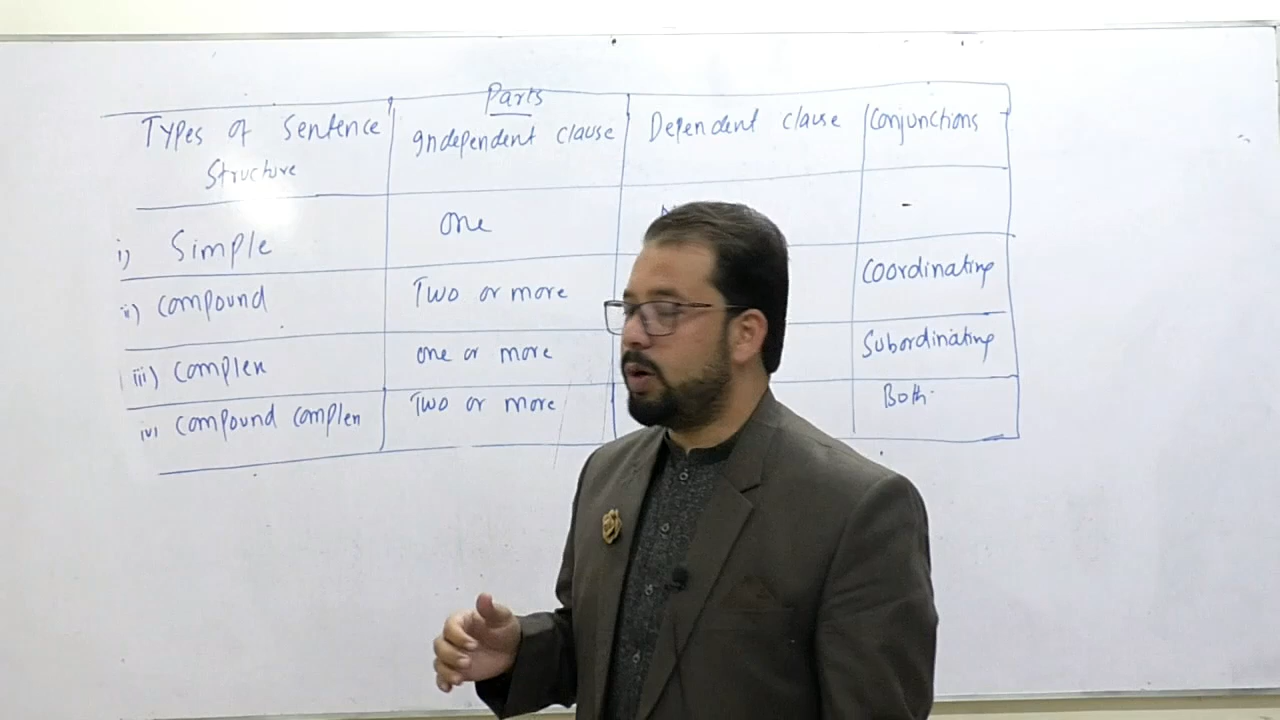 Parts
Types of Sentence
Structure
Independent clause
Dependent clause
Conjunctions
i) Simple
One
-
ii) Compound
Two or more
Coordinating
iii) Complex
one or more
Subordinating
iv) Compound complex
Two or more
Both